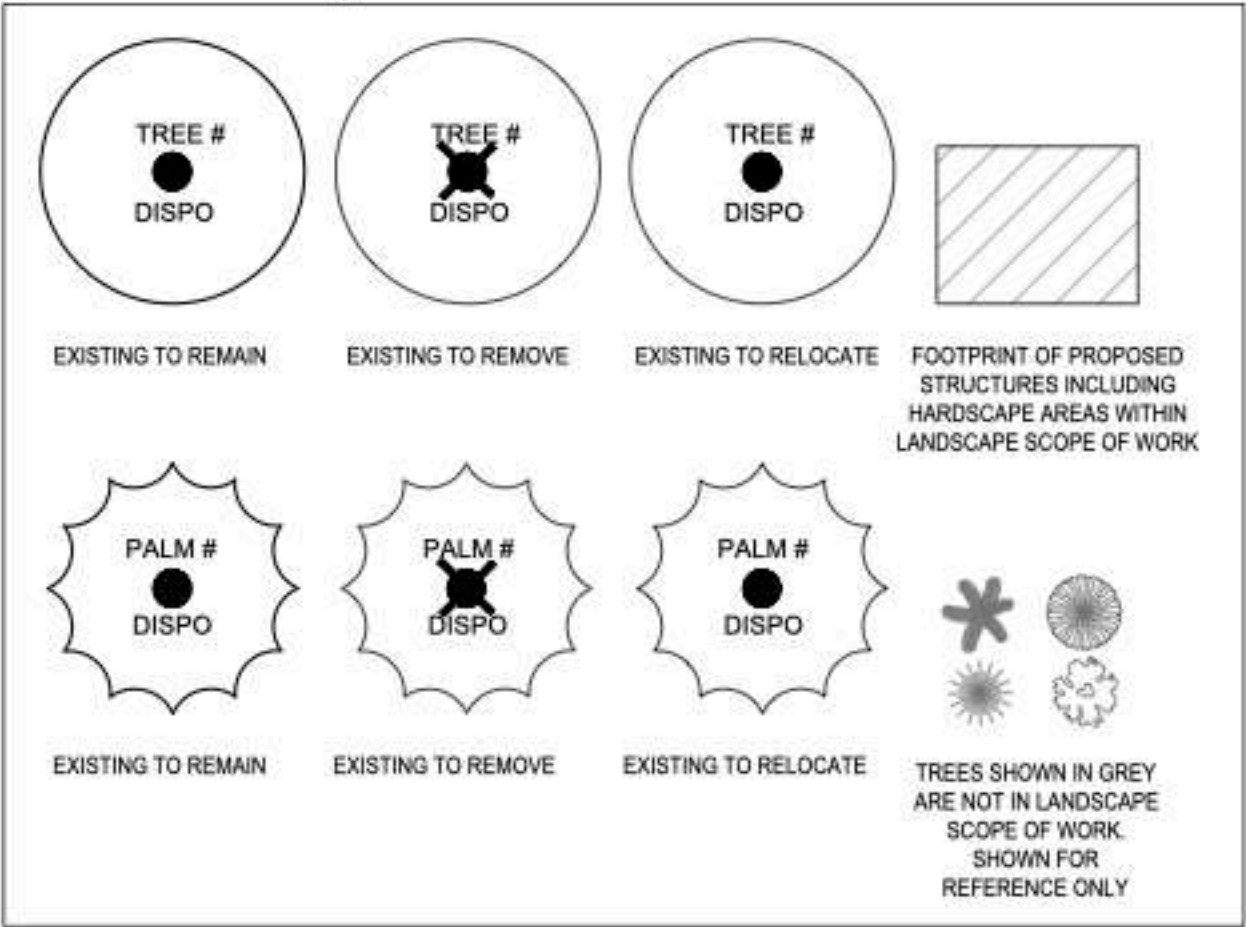 TREE #
DISPO
EXISTING TO REMAIN
TREE #
DISPO
EXISTING TO REMOVE
TREE #
DISPO
EXISTING TO RELOCATE
FOOTPRINT OF PROPOSED
STRUCTURES INCLUDING
HARDSCAPE AREAS WITHIN
LANDSCAPE SCOPE OF WORK
PALM #
DISPO
EXISTING TO REMAIN
PALM #
DISPO
EXISTING TO REMOVE
PALM #
DISPO
EXISTING TO RELOCATE
TREES SHOWN IN GREY
ARE NOT IN LANDSCAPE
SCOPE OF WORK.
SHOWN FOR
REFERENCE ONLY